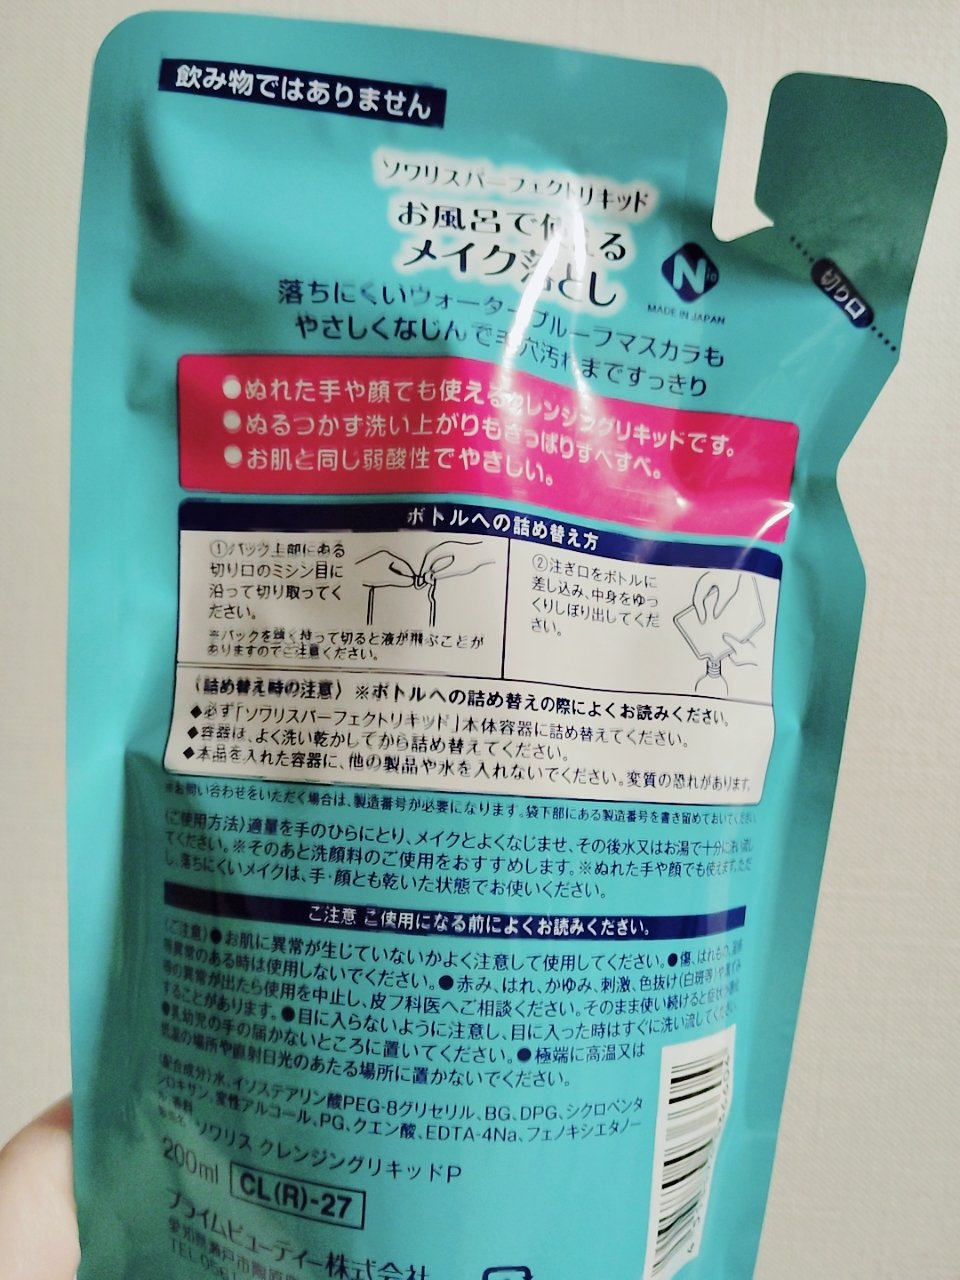 飲み物ではありません
ソワリスパーフェクトリキッド
お風呂で使える
メイク落とし
N
MADE IN JAPAN
切り口
落ちにくいウォータープルーフマスカラも
やさしくなじんで毛穴汚れまですっきり
●ぬれた手や顔でも使えるクレンジングリキッドです。
●ぬるつかず洗い上がりもさっぱりすべすべ。
●お肌と同じ弱酸性でやさしい。
ボトルへの詰め替え方
①パック上部にある
切り口のミシン目に
沿って切り取ってく
ださい。
※パックを強く持って切ると液が飛ぶことが
ありますのでご注意ください。
②注ぎ口をボトルに
差し込み、中身をゆっ
くりしぼり出してくだ
さい。
〈詰め替え時の注意〉 ※ボトルへの詰め替えの際によくお読みください。
◆必ず「ソワリスパーフェクトリキッド」本体容器に詰め替えてください。
◆容器は、よく洗い乾かしてから詰め替えてください。
◆本品を入れた容器に、他の製品や水を入れないでください。変質の恐れがあります。
※お問い合わせをいただく場合は、製造番号が必要になります。袋下部にある製造番号を書き留めておいてください。
〈ご使用方法〉適量を手のひらにとり、メイクとよくなじませ、その後水又はお湯で十分に洗い流し
てください。※そのあと洗顔料のご使用をおすすめします。※ぬれた手や顔でも使えます。ただ
し、落ちにくいメイクは、手・顔とも乾いた状態でお使いください。
ご注意 ご使用になる前によくお読みください。
〈ご注意〉●お肌に異常が生じていないかよく注意して使用してください。●傷、はれもの、湿疹
等異常のある時は使用しないでください。●赤み、はれ、かゆみ、刺激、色抜け(白斑等)や黒ずみ
等の異常が出たら使用を中止し、皮フ科医へご相談ください。そのまま使い続けると症状が
することがあります。●目に入らないように注意し、目に入った時はすぐに洗い流してください。
●乳幼児の手の届かないところに置いてください。●極端に高温又は
低温の場所や直射日光のあたる場所に置かないでください。
〈配合成分〉水、イソステアリン酸PEG-8グリセリル、BG、DPG、シクロペンタ
シロキサン、変性アルコール、PG、クエン酸、EDTA-4Na、フェノキシエタノー
ル、香料
販売名 ソワリス クレンジングリキッドP
200ml CL(R)-27
プライムビューティー株式会社
愛知県瀬戸市
TEL